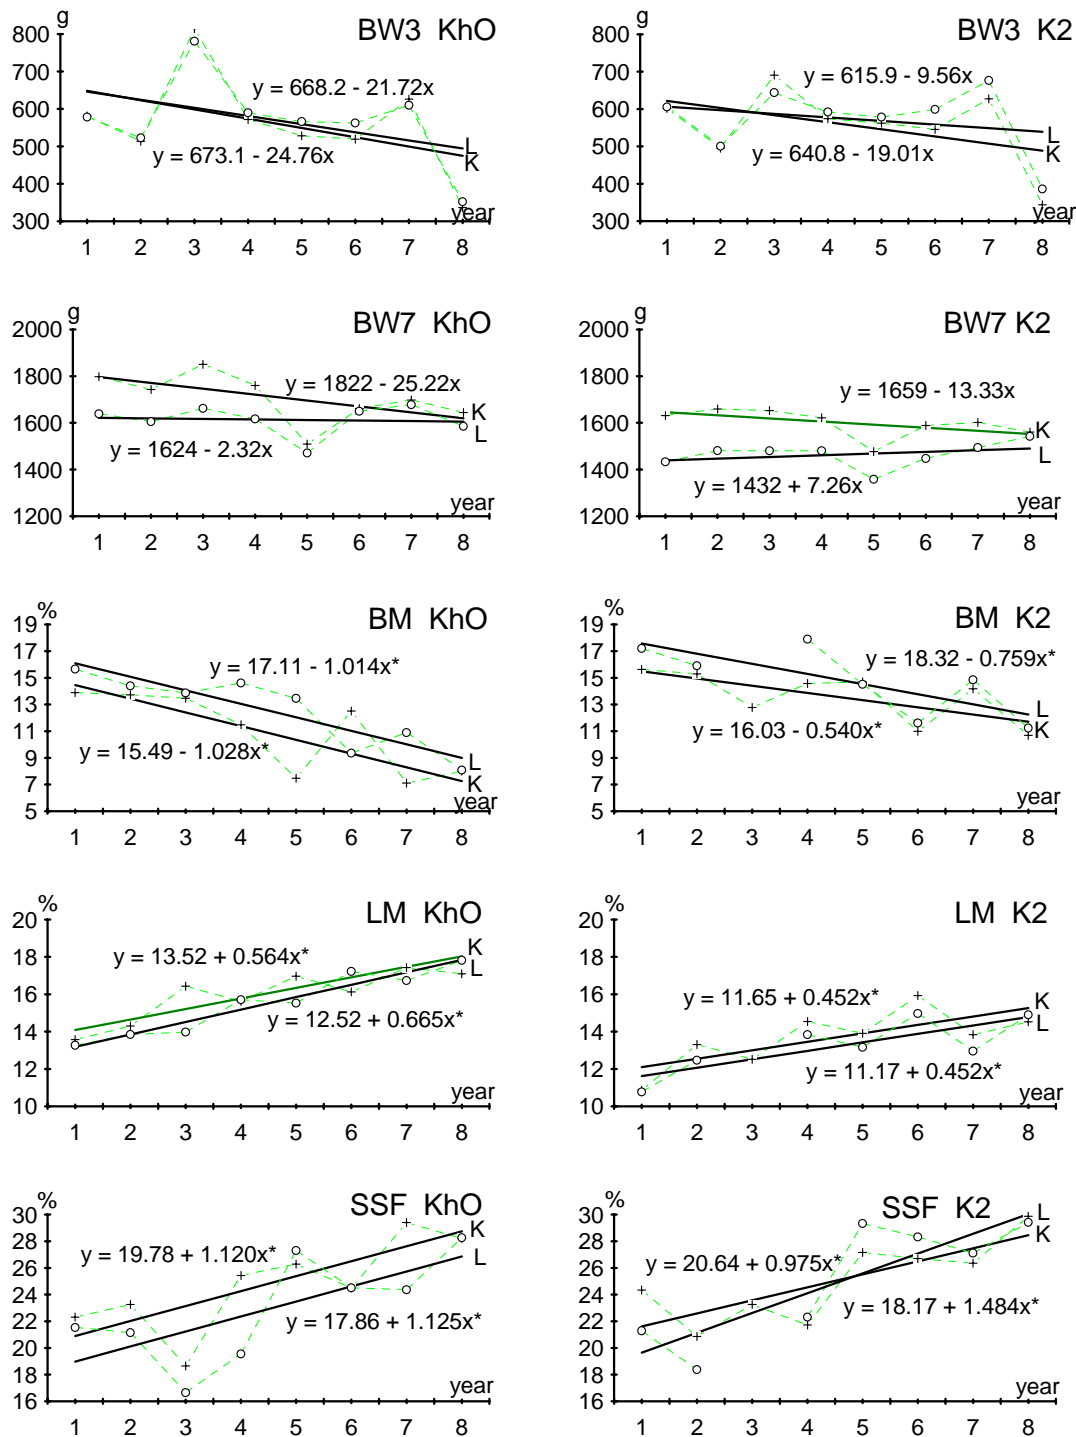 g
BW3 KhO
800
700
600
500
400
300
y = 668.2 - 21.72x
y = 673.1 - 24.76x
L
K
year
1 2 3 4 5 6 7 8
g
BW3 K2
800
700
600
500
400
300
y = 615.9 - 9.56x
y = 640.8 - 19.01x
L
K
year
1 2 3 4 5 6 7 8
g
BW7 KhO
2000
1800
1600
1400
1200
y = 1822 - 25.22x
y = 1624 - 2.32x
K
L
year
1 2 3 4 5 6 7 8
g
BW7 K2
2000
1800
1600
1400
1200
y = 1659 - 13.33x
y = 1432 + 7.26x
K
L
year
1 2 3 4 5 6 7 8
%
BM KhO
19
17
15
13
11
9
7
5
y = 17.11 - 1.014x*
y = 15.49 - 1.028x*
L
K
year
1 2 3 4 5 6 7 8
%
BM K2
19
17
15
13
11
9
7
5
y = 18.32 - 0.759x*
y = 16.03 - 0.540x*
L
K
year
1 2 3 4 5 6 7 8
%
LM KhO
20
18
16
14
12
10
y = 13.52 + 0.564x*
y = 12.52 + 0.665x*
K
L
year
1 2 3 4 5 6 7 8
%
LM K2
20
18
16
14
12
10
y = 11.65 + 0.452x*
y = 11.17 + 0.452x*
K
L
year
1 2 3 4 5 6 7 8
%
SSF KhO
30
28
26
24
22
20
18
16
y = 19.78 + 1.120x*
y = 17.86 + 1.125x*
K
L
year
1 2 3 4 5 6 7 8
%
SSF K2
30
28
26
24
22
20
18
16
y = 20.64 + 0.975x*
y = 18.17 + 1.484x*
L
K
year
1 2 3 4 5 6 7 8